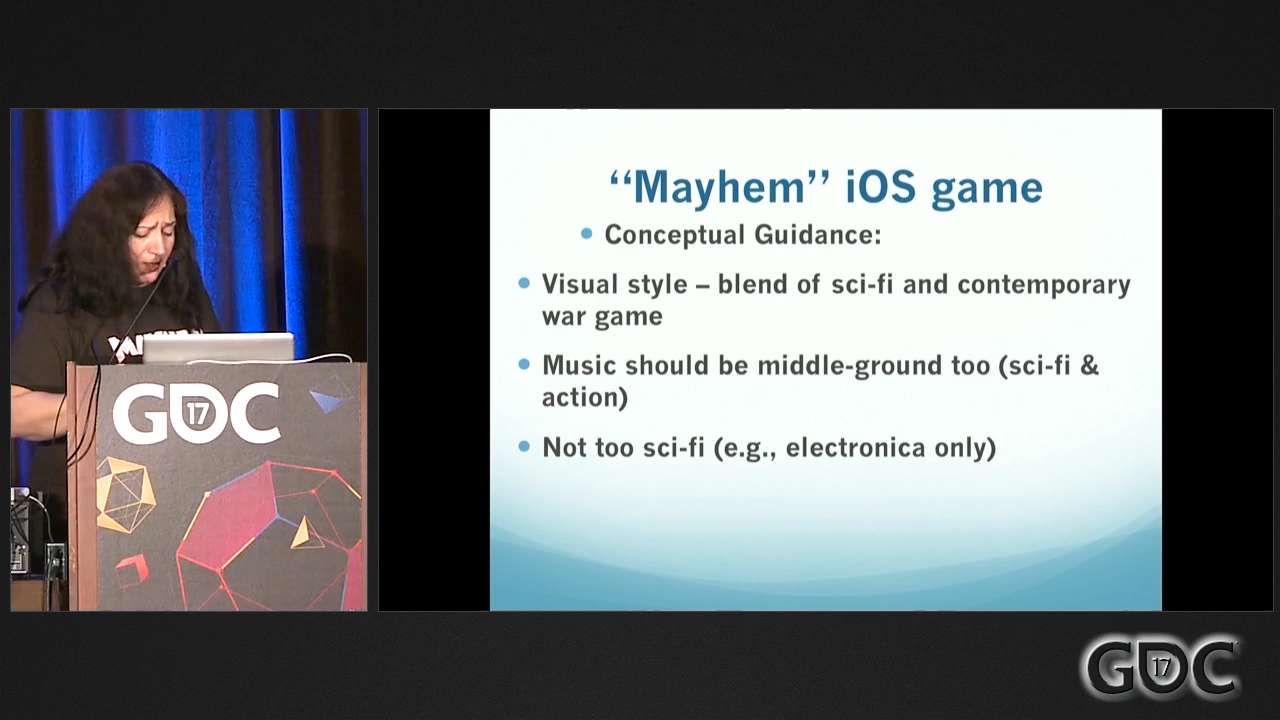 “Mayhem” iOS game
• Conceptual Guidance:
• Visual style – blend of sci-fi and contemporary
war game
• Music should be middle-ground too (sci-fi &
action)
• Not too sci-fi (e.g., electronica only)
GDC
17
GDC
17